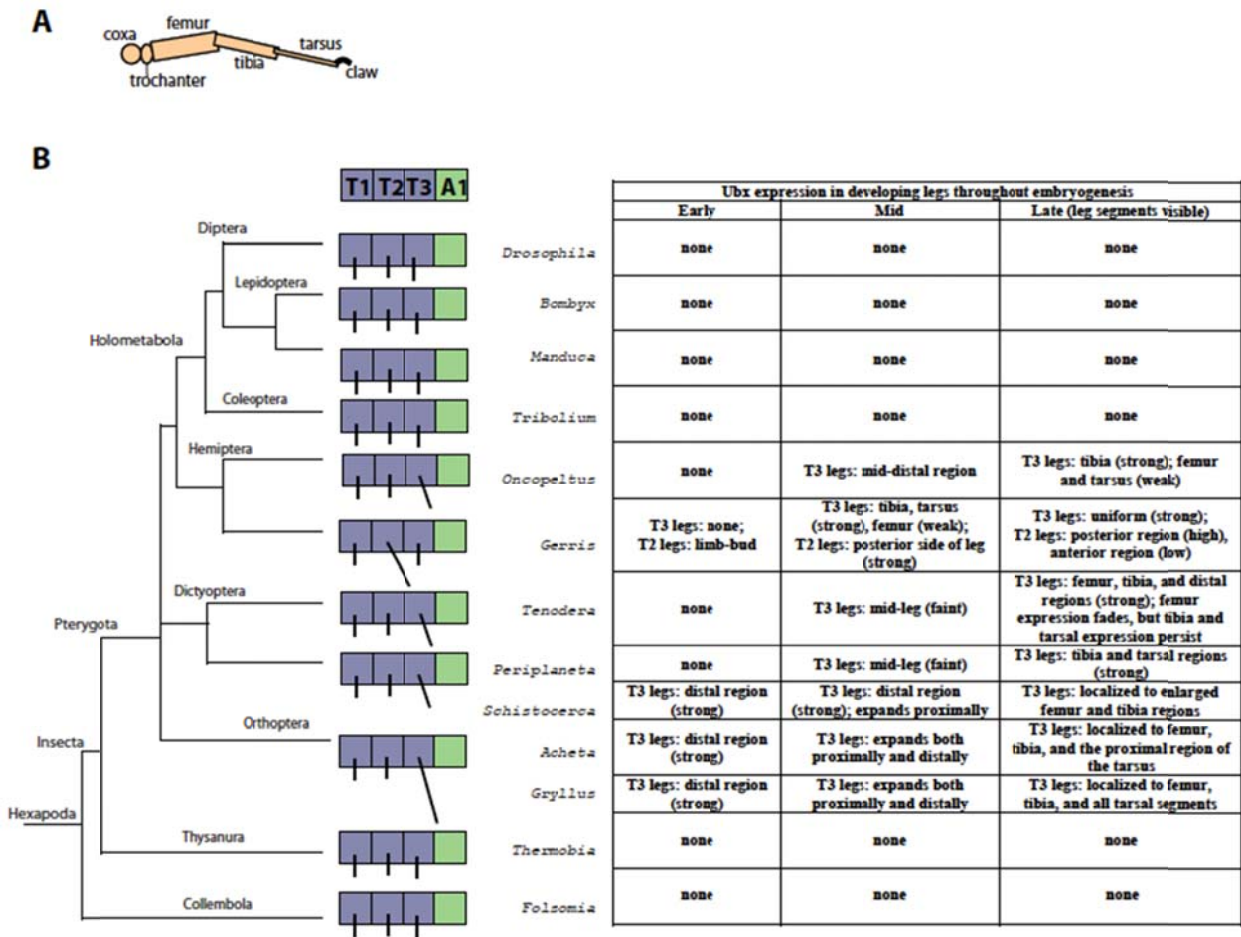 A
femur
coxa
tarsus
tibia
claw
trochanter
B
T1 T2 T3 A1
Diptera
Lepidoptera
Holometabola
Coleoptera
Hemiptera
Dictyoptera
Pterygota
Orthoptera
Insecta
Hexapoda
Thysanura
Collembola
Ubx expression in developing legs throughout embryogenesis
Early Mid Late (leg segments visible)
Drosophila none none none
Bombyx none none none
Manduca none none none
Tribolium none none none
Oncopeltus
none
T3 legs: mid-distal region
T3 legs: tibia (strong); femur
and tarsus (weak)
Gerris
T3 legs: none;
T2 legs: limb-bud
T3 legs: tibia, tarsus
(strong), femur (weak);
T2 legs: posterior side of leg
(strong)
T3 legs: uniform (strong);
T2 legs: posterior region (high),
anterior region (low)
Tenodera
none
T3 legs: mid-leg (faint)
T3 legs: femur, tibia, and distal
regions (strong); femur
expression fades, but tibia and
tarsal expression persist
Periplaneta
none
T3 legs: mid-leg (faint)
T3 legs: tibia and tarsal regions
(strong)
Schistocerca
T3 legs: distal region
(strong)
T3 legs: distal region
(strong); expands proximally
T3 legs: localized to enlarged
femur and tibia regions
Acheta
T3 legs: distal region
(strong)
T3 legs: expands both
proximally and distally
T3 legs: localized to femur,
tibia, and the proximal region of
the tarsus
Gryllus
T3 legs: distal region
(strong)
T3 legs: expands both
proximally and distally
T3 legs: localized to femur,
tibia, and all tarsal segments
Thermobia none none none
Folsomia none none none